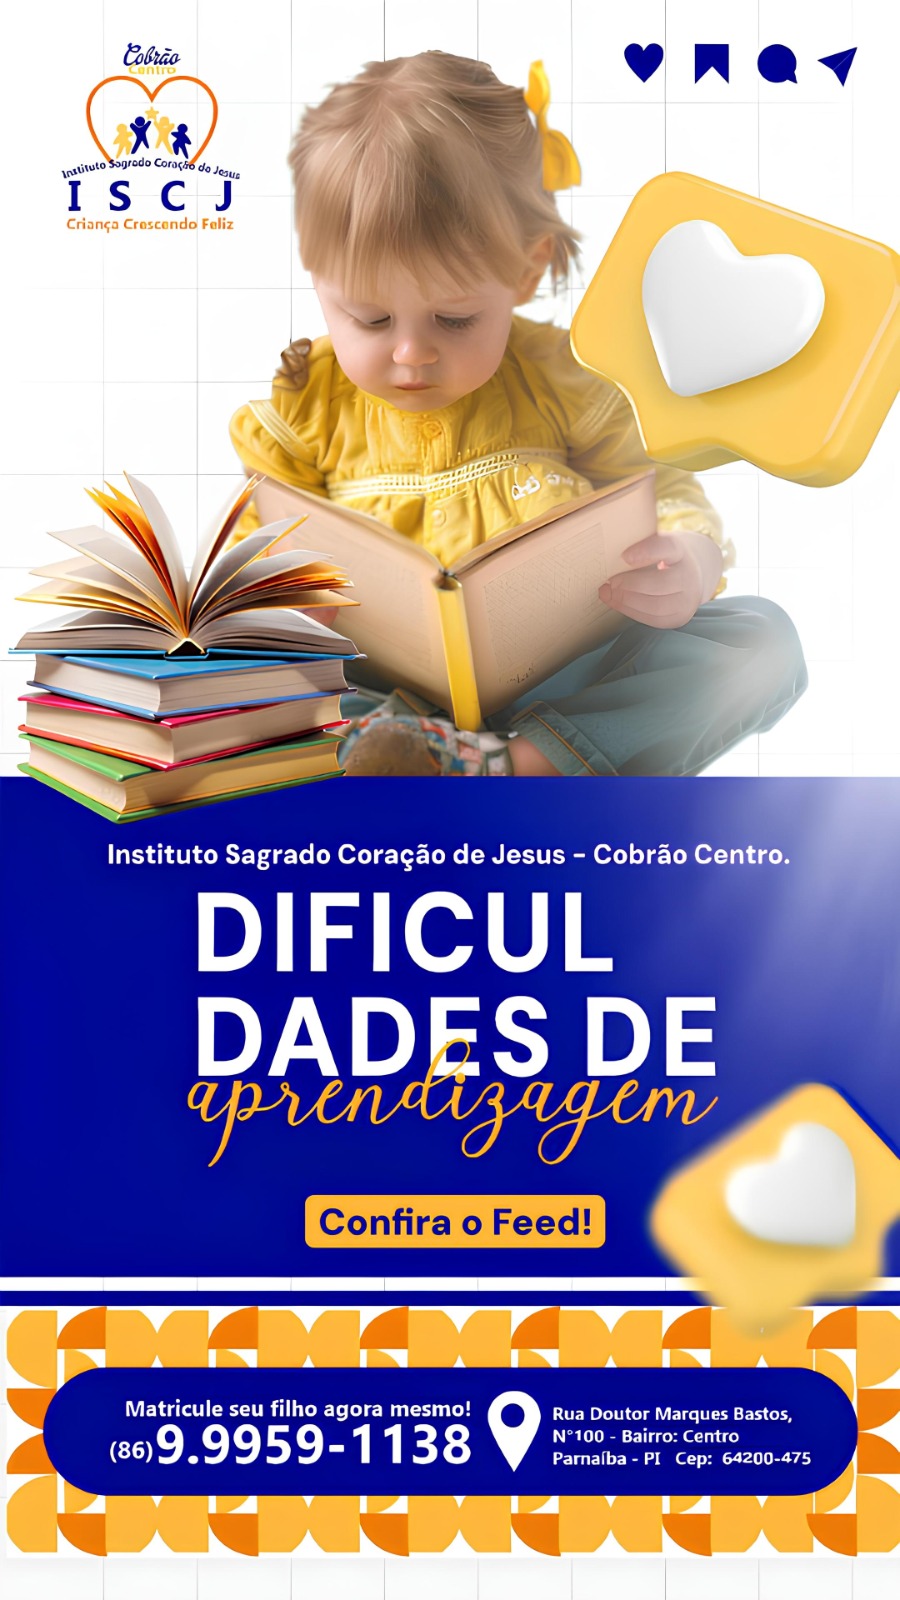 Cobrão
Centro
Instituto Sagrado Coração de Jesus
I S C J
Criança Crescendo Feliz
Instituto Sagrado Coração de Jesus - Cobrão Centro.
DIFICUL
DADES DE
aprendizagem
Confira o Feed!
Matricule seu filho agora mesmo!
(86)9.9959-1138
Rua Doutor Marques Bastos,
N°100 - Bairro: Centro
Parnaíba - PI Cep: 64200-475